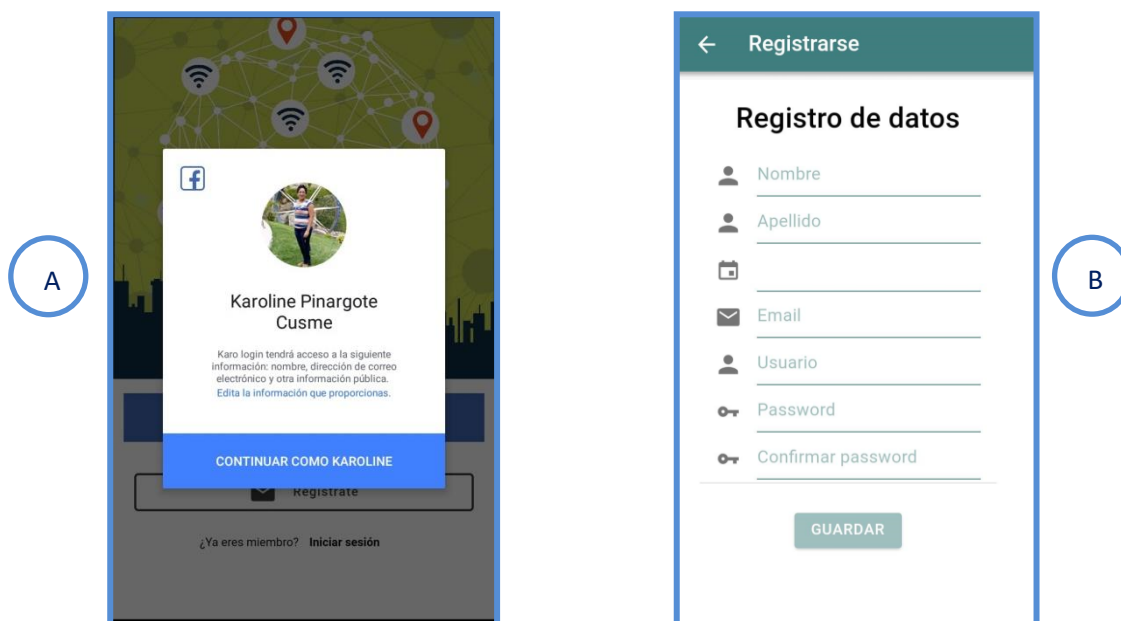 A
Karoline Pinargote
Cusme
Karo login tendrá acceso a la siguiente
información: nombre, dirección de correo
electrónico y otra información pública.
Edita la información que proporcionas.
CONTINUAR COMO KAROLINE
Regístrate
¿Ya eres miembro? Iniciar sesión
Registrarse
Registro de datos
Nombre
Apellido
Email
Usuario
Password
Confirmar password
GUARDAR
B